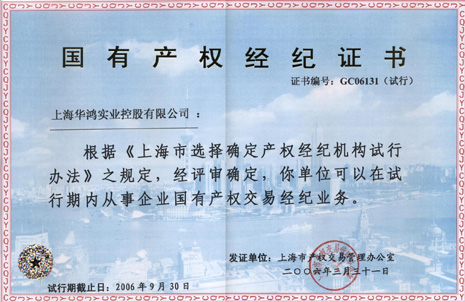 国有产权经纪证书
证书编号：GC06131（试行）
上海华鸿实业控股有限公司：
根据《上海市选择确定产权经纪机构试行
办法》之规定，经评审确定，你单位可以在试
行期内从事企业国有产权交易经纪业务。
发证单位：上海市产权交易管理办公室
二〇〇六年三月三十一日
试行期截止日：2006年9月30日